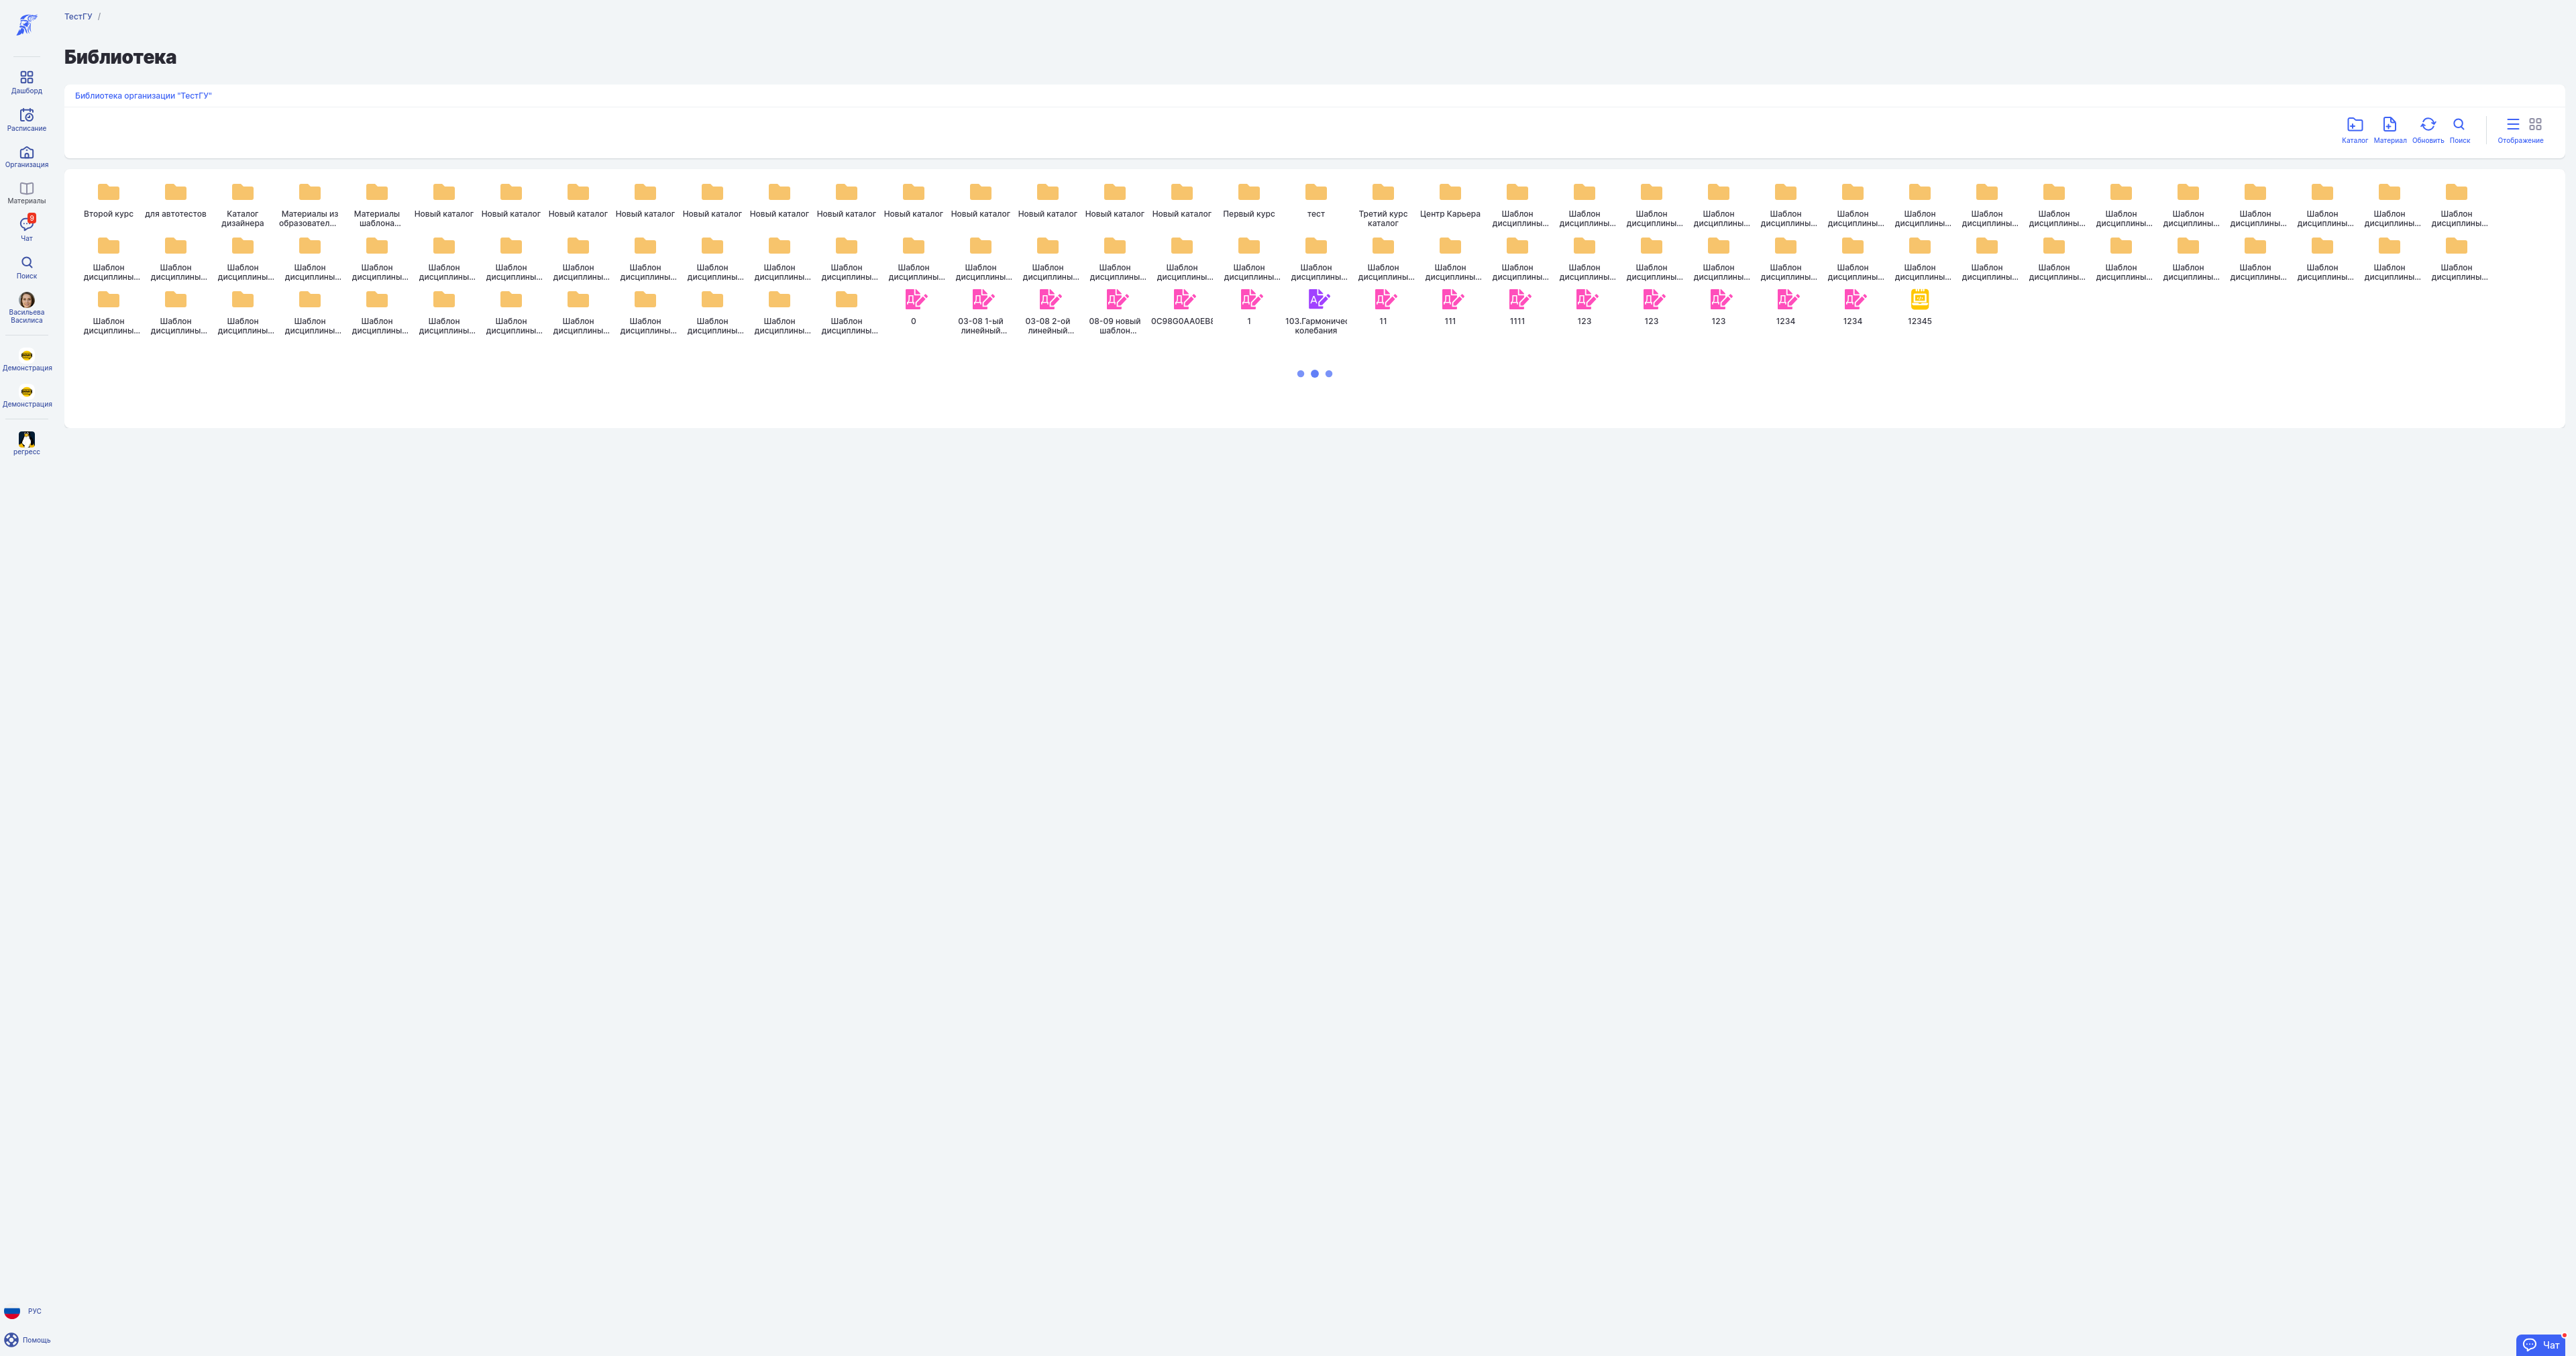 ТестГУ /
Библиотека
Библиотека организации "ТестГУ"
Каталог Материал Обновить Поиск Отображение
Дашборд
Расписание
Организация
Материалы
9
Чат
Поиск
Васильева
Василиса
Демонстрация
Демонстрация
регресс
Второй курс для автотестов Каталог Материалы из Материалы Новый каталог Новый каталог Новый каталог Новый каталог Новый каталог Новый каталог Новый каталог Новый каталог Новый каталог Новый каталог Новый каталог Новый каталог Первый курс тест Третий курс Центр Карьера Шаблон Шаблон Шаблон Шаблон Шаблон Шаблон Шаблон Шаблон Шаблон Шаблон Шаблон Шаблон Шаблон Шаблон Шаблон
дизайнера образовател... шаблона... каталог дисциплины... дисциплины... дисциплины... дисциплины... дисциплины... дисциплины... дисциплины... дисциплины... дисциплины... дисциплины... дисциплины... дисциплины... дисциплины... дисциплины... дисциплины...
Шаблон Шаблон Шаблон Шаблон Шаблон Шаблон Шаблон Шаблон Шаблон Шаблон Шаблон Шаблон Шаблон Шаблон Шаблон Шаблон Шаблон Шаблон Шаблон Шаблон Шаблон Шаблон Шаблон Шаблон Шаблон Шаблон Шаблон Шаблон Шаблон Шаблон Шаблон Шаблон Шаблон Шаблон Шаблон Шаблон
дисциплины... дисциплины... дисциплины... дисциплины... дисциплины... дисциплины... дисциплины... дисциплины... дисциплины... дисциплины... дисциплины... дисциплины... дисциплины... дисциплины... дисциплины... дисциплины... дисциплины... дисциплины... дисциплины... дисциплины... дисциплины... дисциплины... дисциплины... дисциплины... дисциплины... дисциплины... дисциплины... дисциплины... дисциплины... дисциплины... дисциплины... дисциплины... дисциплины... дисциплины... дисциплины... дисциплины...
Шаблон Шаблон Шаблон Шаблон Шаблон Шаблон Шаблон Шаблон Шаблон Шаблон Шаблон Шаблон 0 03-08 1-ый 03-08 2-ой 08-09 новый 0C98G0AA0EB 1 103.Гармониче 11 111 1111 123 123 123 1234 1234 12345
дисциплины... дисциплины... дисциплины... дисциплины... дисциплины... дисциплины... дисциплины... дисциплины... дисциплины... дисциплины... дисциплины... дисциплины... линейный... линейный... шаблон... колебания
РУС
Помощь
Чат